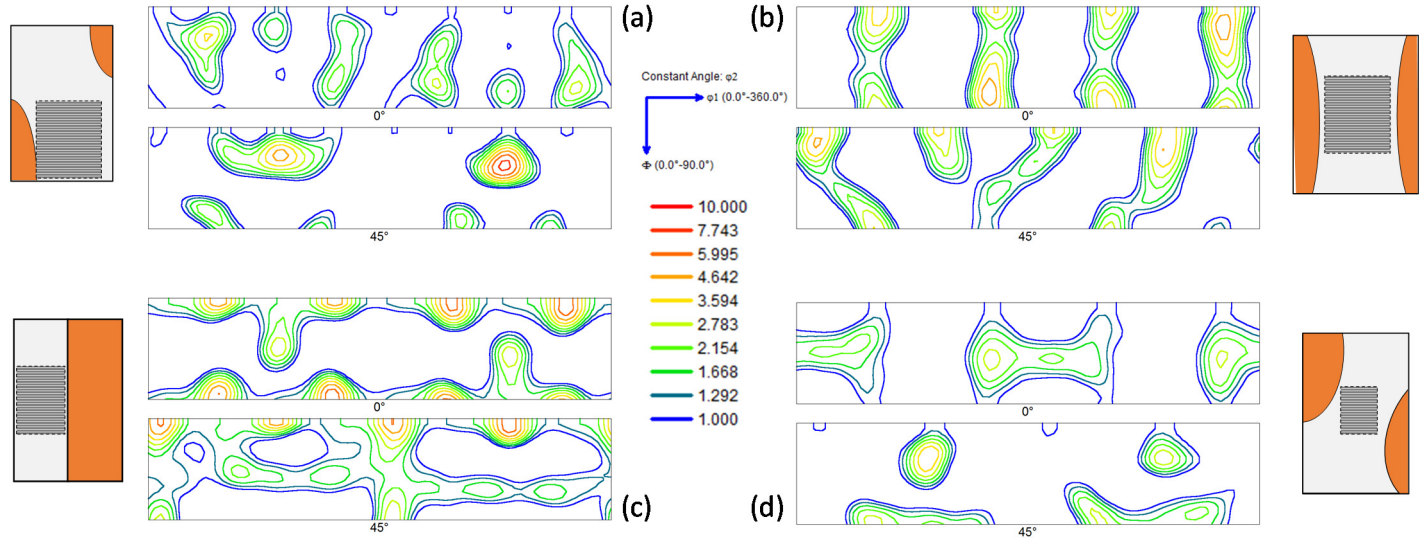 (a)
(b)
Constant Angle: φ2
φ1 (0.0°-360.0°)
0°
0°
Φ (0.0°-90.0°)
10.000
7.743
45°
45°
5.995
4.642
3.594
2.783
2.154
1.668
1.292
0°
0°
1.000
(c)
(d)
45°
45°